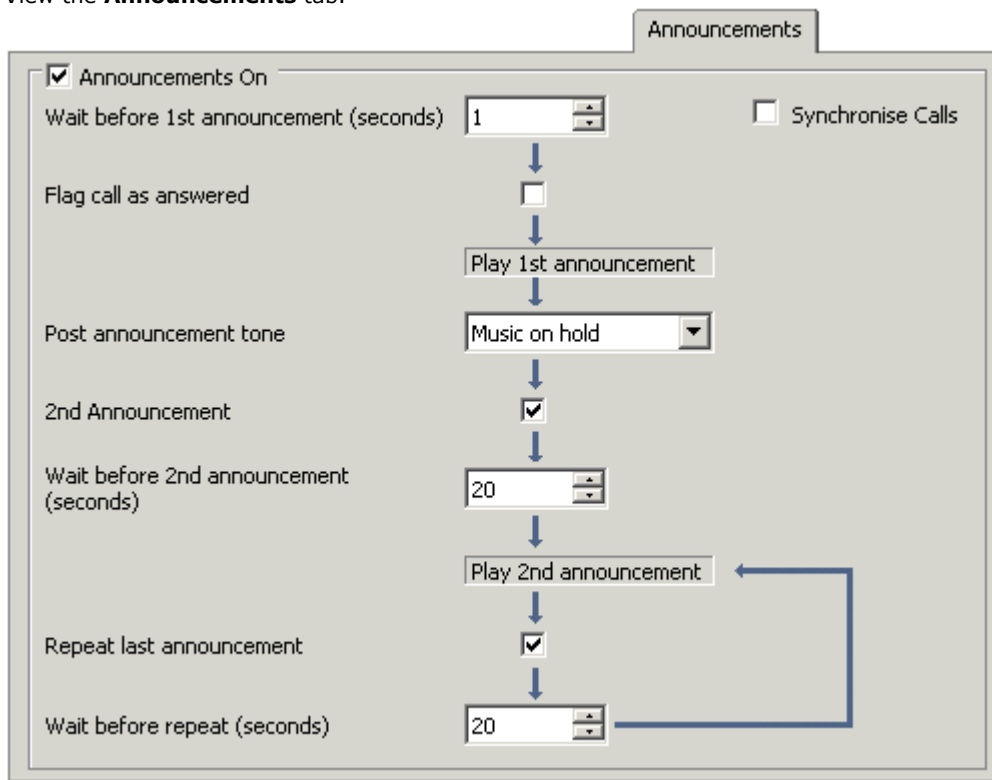 View the Announcements tab.
Announcements
Announcements On
Wait before 1st announcement (seconds) 1 Synchronise Calls
Flag call as answered
Play 1st announcement
Post announcement tone Music on hold
2nd Announcement
Wait before 2nd announcement
(seconds) 20
Play 2nd announcement
Repeat last announcement
Wait before repeat (seconds) 20